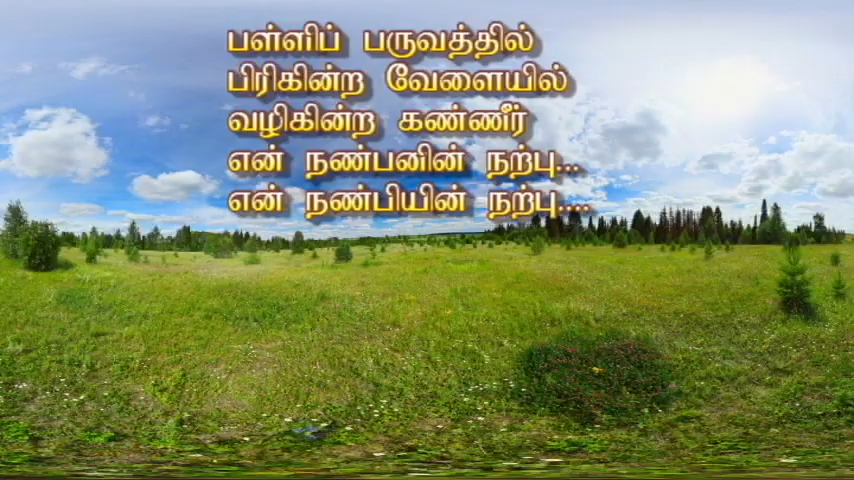 பள்ளிப் பருவத்தில்
பிரிகின்ற வேளையில்
வழிகின்ற கண்ணீர்
என் நண்பனின் நற்பு...
என் நண்பியின் நற்பு....